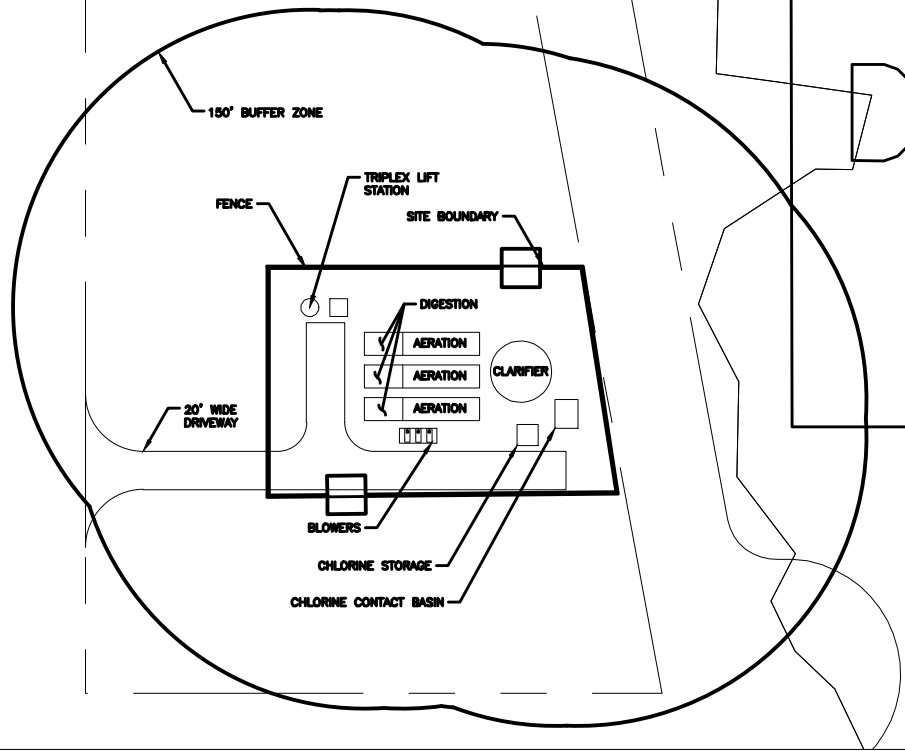 150' BUFFER ZONE
TRIPLEX LIFT
STATION
FENCE
SITE BOUNDARY
DIGESTION
AERATION
CLARIFIER
AERATION
AERATION
20' WIDE
DRIVEWAY
BLOWERS
CHLORINE STORAGE
CHLORINE CONTACT BASIN